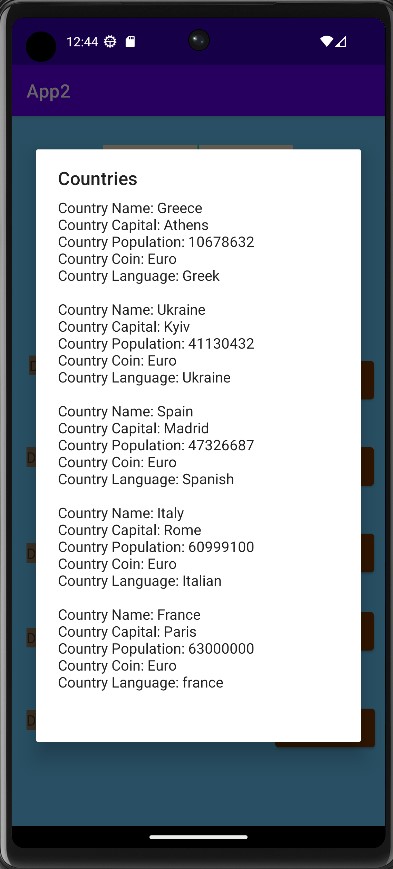 12:44
App2
Countries
Country Name: Greece
Country Capital: Athens
Country Population: 10678632
Country Coin: Euro
Country Language: Greek
Country Name: Ukraine
Country Capital: Kyiv
Country Population: 41130432
Country Coin: Euro
Country Language: Ukraine
Country Name: Spain
Country Capital: Madrid
Country Population: 47326687
Country Coin: Euro
Country Language: Spanish
Country Name: Italy
Country Capital: Rome
Country Population: 60999100
Country Coin: Euro
Country Language: Italian
Country Name: France
Country Capital: Paris
Country Population: 63000000
Country Coin: Euro
Country Language: france